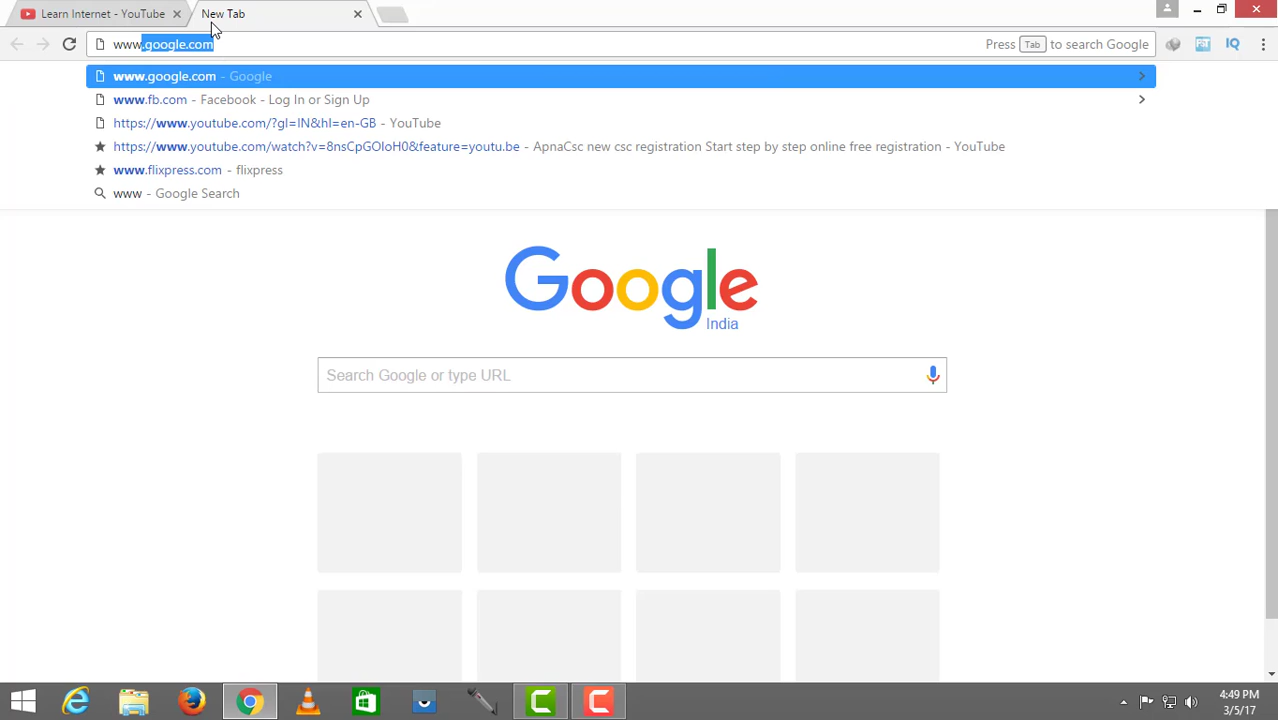 Learn Internet - YouTube
New Tab
www.google.com
Press Tab to search Google
www.google.com - Google
www.fb.com - Facebook - Log In or Sign Up
https://www.youtube.com/?gl=IN&hl=en-GB - YouTube
https://www.youtube.com/watch?v=8nsCpGOIoH0&feature=youtu.be - ApnaCsc new csc registration Start step by step online free registration - YouTube
www.flixpress.com - flixpress
www - Google Search
Google
India
Search Google or type URL
4:49 PM
3/5/17